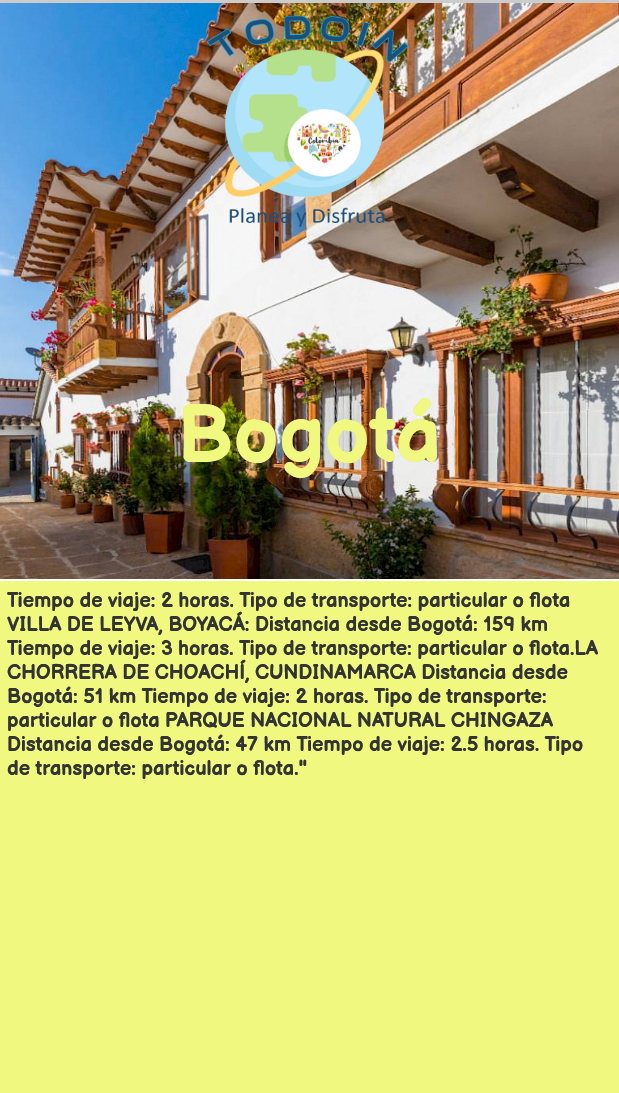 TODOIN
Colombia
Planea y Disfruta
Bogotá
Tiempo de viaje: 2 horas. Tipo de transporte: particular o flota
VILLA DE LEYVA, BOYACÁ: Distancia desde Bogotá: 159 km
Tiempo de viaje: 3 horas. Tipo de transporte: particular o flota.LA
CHORRERA DE CHOACHÍ, CUNDINAMARCA Distancia desde
Bogotá: 51 km Tiempo de viaje: 2 horas. Tipo de transporte:
particular o flota PARQUE NACIONAL NATURAL CHINGAZA
Distancia desde Bogotá: 47 km Tiempo de viaje: 2.5 horas. Tipo
de transporte: particular o flota."